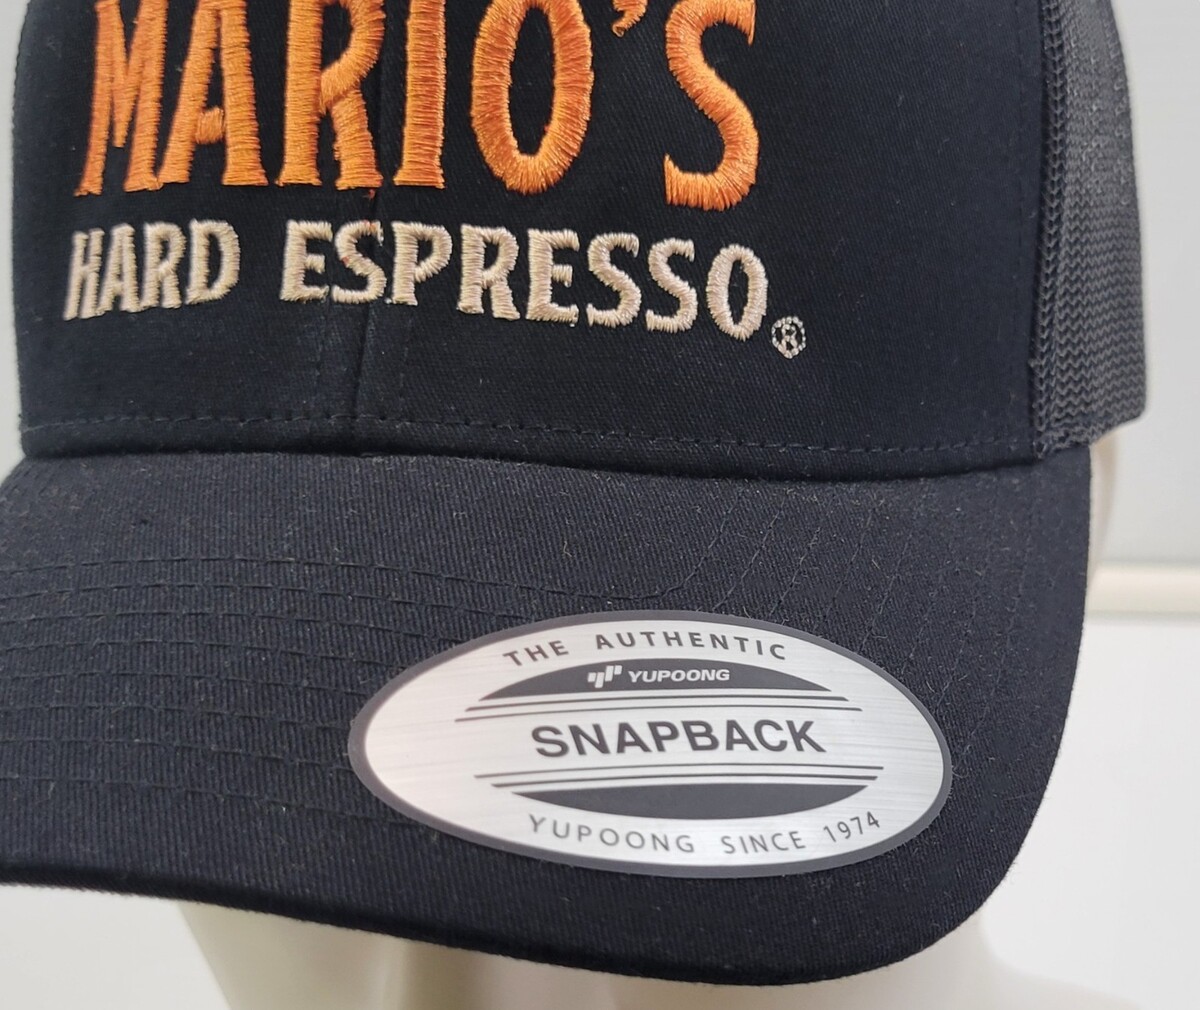 MARIO'S
HARD ESPRESSO®
THE AUTHENTIC
YUPOONG
SNAPBACK
YUPOONG SINCE 1974